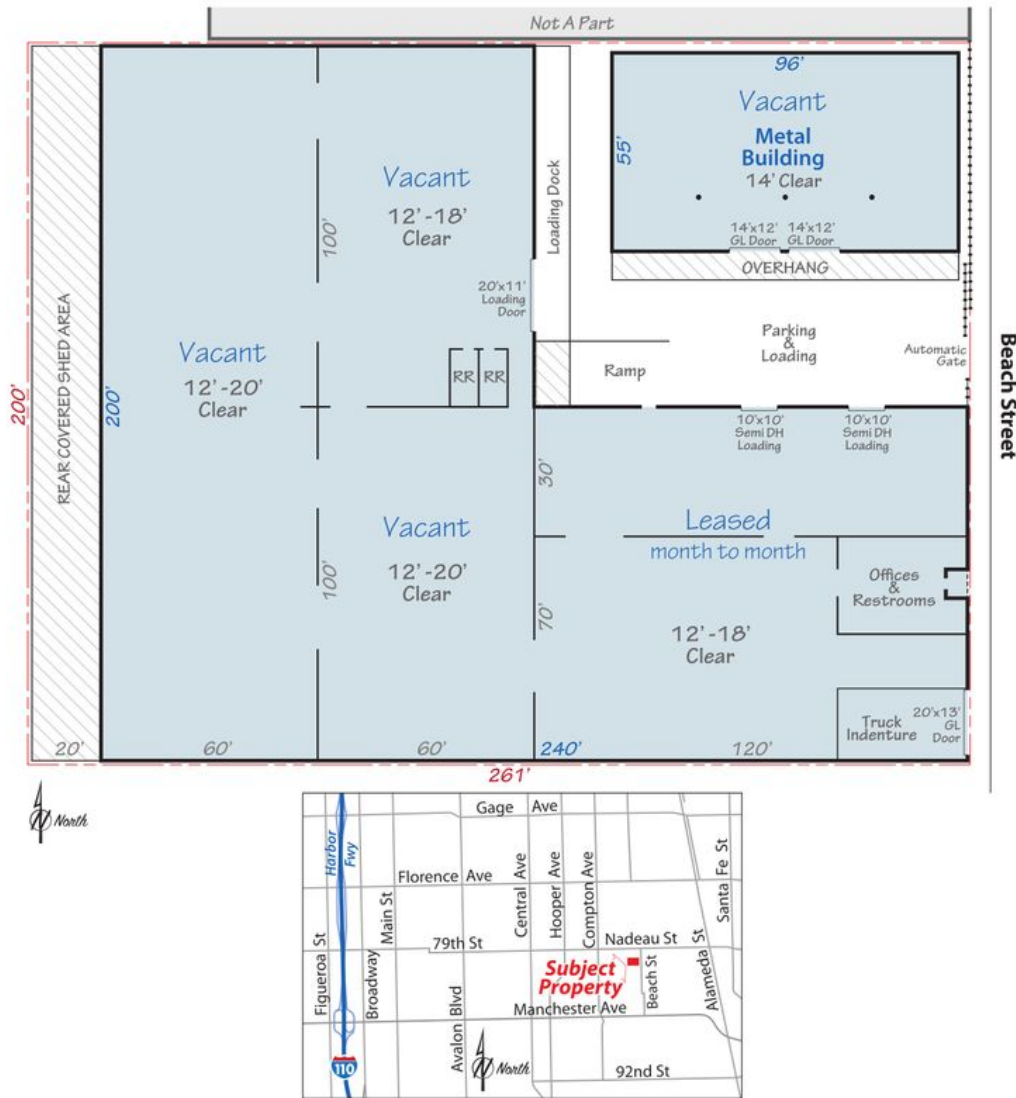 Not A Part
96'
Vacant
Metal
Building
14' Clear
55'
14'x12'
GL Door
14'x12'
GL Door
OVERHANG
Vacant
12'-18'
Clear
100'
Loading Dock
20'x11'
Loading
Door
RR
RR
Ramp
Parking
&
Loading
Automatic
Gate
Beach Street
REAR COVERED SHED AREA
200'
200'
Vacant
12'-20'
Clear
10'x10'
Semi DH
Loading
10'x10'
Semi DH
Loading
30'
Leased
month to month
Vacant
12'-20'
Clear
100'
70'
Offices
&
Restrooms
12'-18'
Clear
Truck
Indenture
20'x13'
GL
Door
20'
60'
60'
240'
120'
261'
N North
Gage Ave
Harbor
Fwy
Florence Ave
Main St
Central Ave
Hooper Ave
Compton Ave
Santa Fe St
79th St
Nadeau St
Figueroa St
Broadway
Avalon Blvd
Subject
Property
Beach St
Alameda St
Manchester Ave
110
N North
92nd St